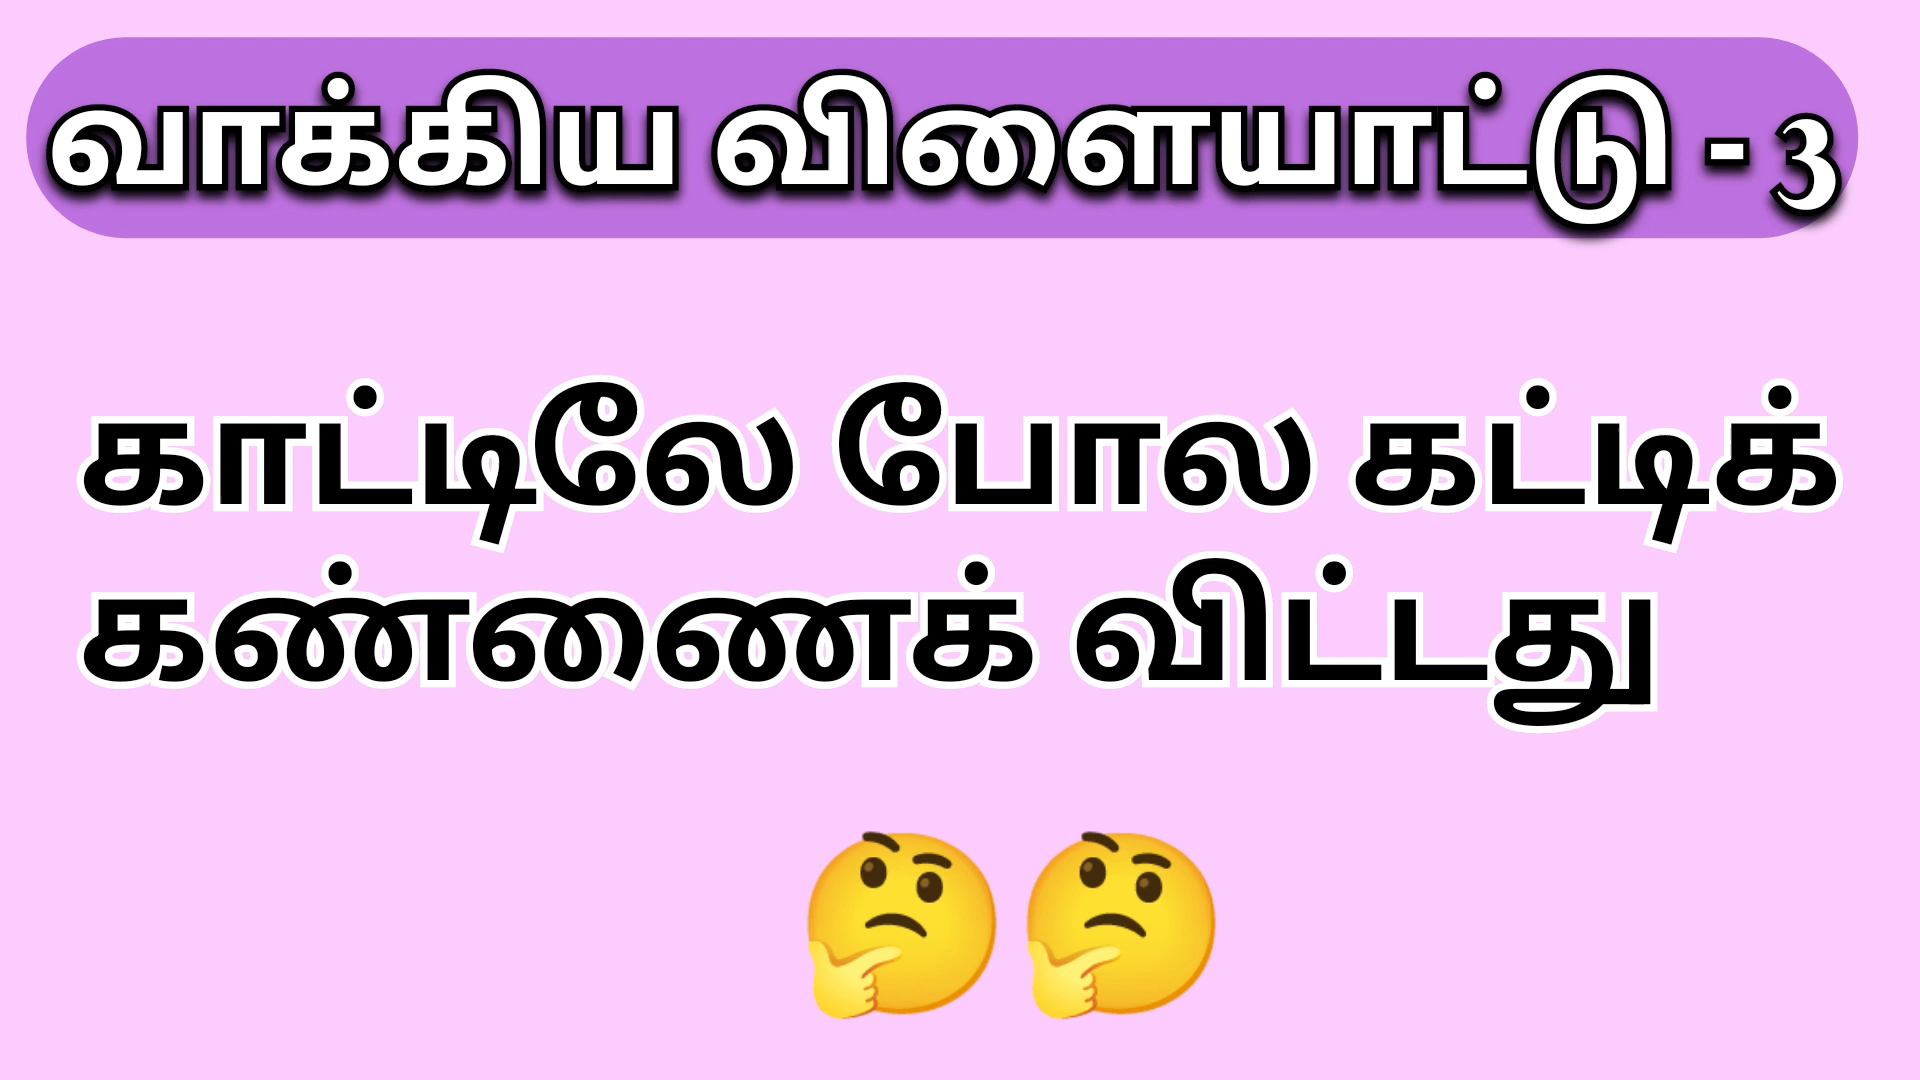 வாக்கிய விளையாட்டு - 3
காட்டிலே போல கட்டிக்
கண்ணைக் விட்டது